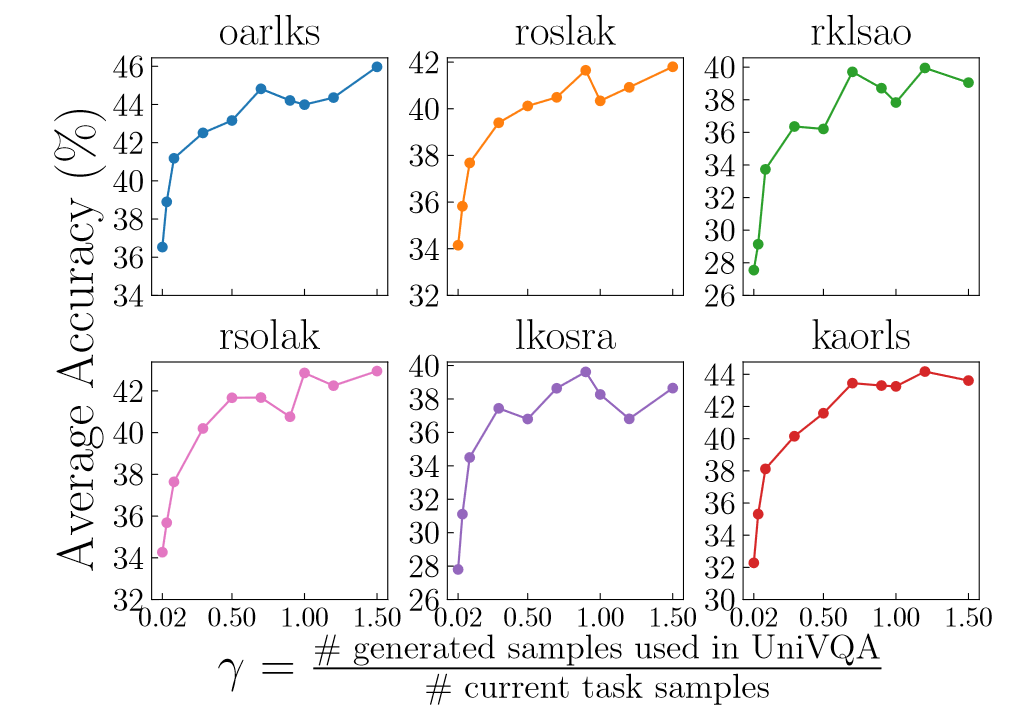 oarlks roslak rklsao
46 44 42 40 38 36 34
42 40 38 36 34 32
40 38 36 34 32 30 28 26
Average Accuracy (%)
rsolak lkosra kaorls
42 40 38 36 34 32
40 38 36 34 32 30 28 26
44 42 40 38 36 34 32 30
0.02 0.50 1.00 1.50 0.02 0.50 1.00 1.50 0.02 0.50 1.00 1.50
# generated samples used in UniVQA
γ =
# current task samples